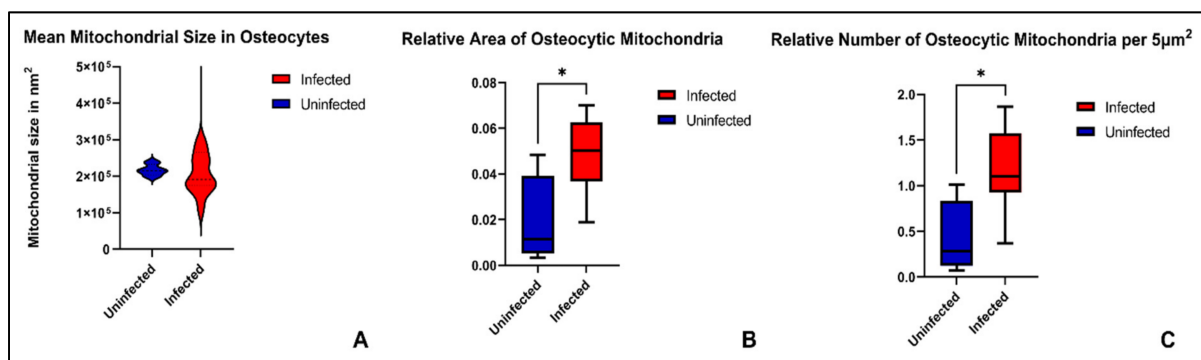 Mean Mitochondrial Size in Osteocytes
Mitochondrial size in nm²
5×10⁵
4×10⁵
3×10⁵
2×10⁵
1×10⁵
0
Infected
Uninfected
Uninfected
Infected
A
Relative Area of Osteocytic Mitochondria
0.08
0.06
0.04
0.02
0.00
*
Infected
Uninfected
Uninfected
Infected
B
Relative Number of Osteocytic Mitochondria per 5µm²
2.0
1.5
1.0
0.5
0.0
*
Infected
Uninfected
Uninfected
Infected
C